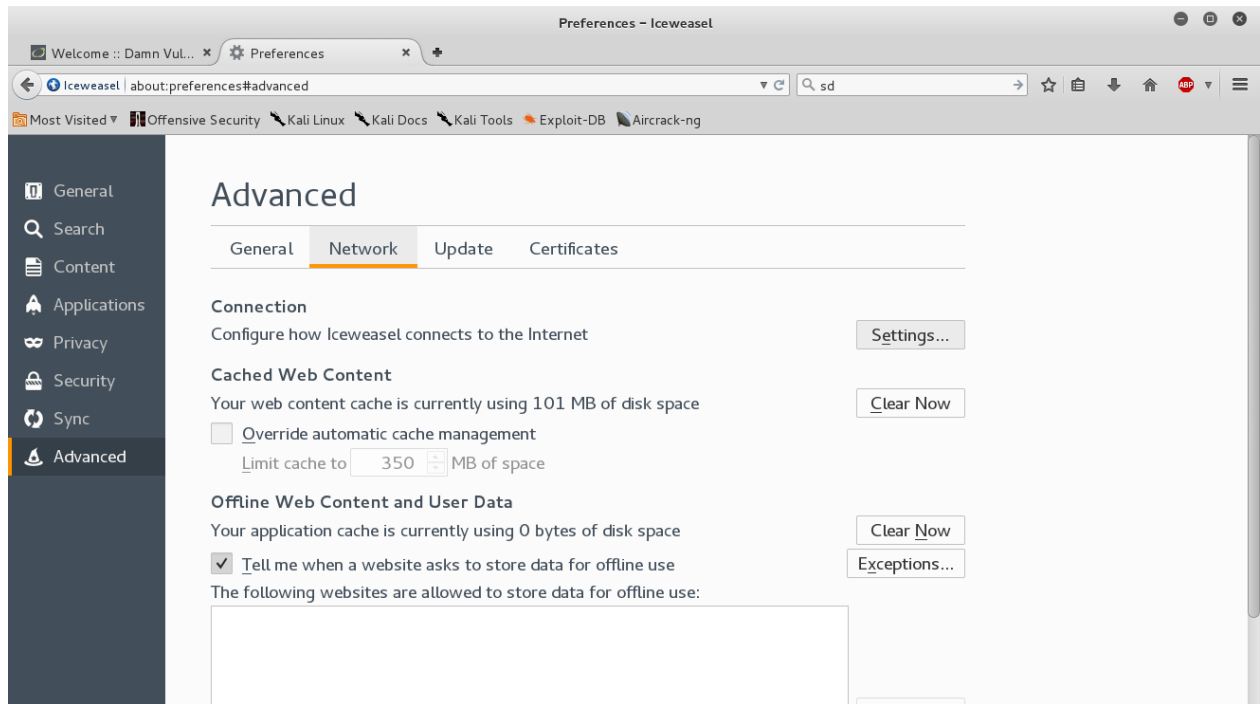 Preferences - Iceweasel
Welcome :: Damn Vul...
Preferences
Iceweasel
about:preferences#advanced
sd
ABP
Most Visited
Offensive Security
Kali Linux
Kali Docs
Kali Tools
Exploit-DB
Aircrack-ng
General
Search
Content
Applications
Privacy
Security
Sync
Advanced
Advanced
General
Network
Update
Certificates
Connection
Configure how Iceweasel connects to the Internet
Settings...
Cached Web Content
Your web content cache is currently using 101 MB of disk space
Clear Now
Override automatic cache management
Limit cache to 350 MB of space
Offline Web Content and User Data
Your application cache is currently using 0 bytes of disk space
Clear Now
Tell me when a website asks to store data for offline use
Exceptions...
The following websites are allowed to store data for offline use: